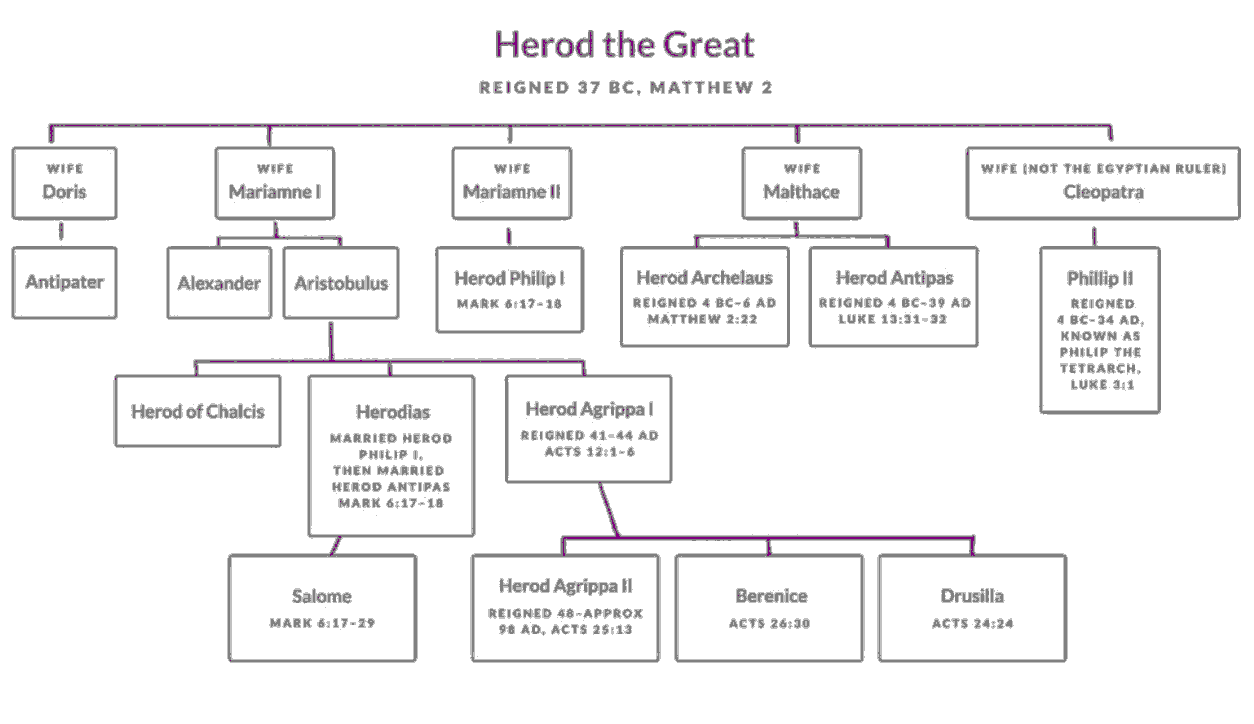 Herod the Great
REIGNED 37 BC, MATTHEW 2
WIFE
Doris
WIFE
Mariamne I
WIFE
Mariamne II
WIFE
Malthace
WIFE (NOT THE EGYPTIAN RULER)
Cleopatra
Antipater
Alexander
Aristobulus
Herod Philip I
MARK 6:17–18
Herod Archelaus
REIGNED 4 BC–6 AD
MATTHEW 2:22
Herod Antipas
REIGNED 4 BC–39 AD
LUKE 13:31–32
Phillip II
REIGNED
4 BC–34 AD,
KNOWN AS
PHILIP THE
TETRARCH,
LUKE 3:1
Herod of Chalcis
Herodias
MARRIED HEROD
PHILIP I,
THEN MARRIED
HEROD ANTIPAS
MARK 6:17–18
Herod Agrippa I
REIGNED 41–44 AD
ACTS 12:1–6
Salome
MARK 6:17–29
Herod Agrippa II
REIGNED 48–APPROX
98 AD, ACTS 25:13
Berenice
ACTS 26:30
Drusilla
ACTS 24:24